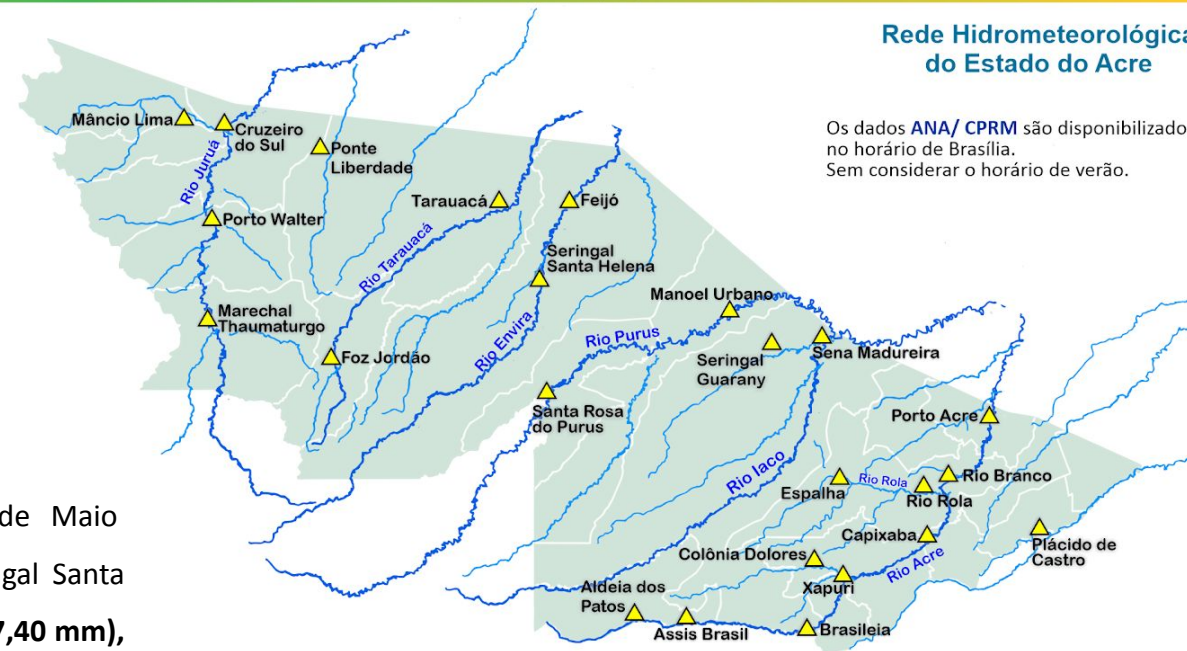 Rede Hidrometeorológica
do Estado do Acre
Os dados ANA/ CPRM são disponibilizado
no horário de Brasília.
Sem considerar o horário de verão.
Mâncio Lima
Cruzeiro
do Sul
Ponte
Liberdade
Rio Juruá
Porto Walter
Tarauacá
Feijó
Rio Tarauacá
Seringal
Santa Helena
Marechal
Thaumaturgo
Foz Jordão
Rio Envira
Manoel Urbano
Rio Purus
Seringal
Guarany
Sena Madureira
Santa Rosa
do Purus
Porto Acre
Rio Iaco
Espalha
Rio Rola
Rio Rola
Rio Branco
Capixaba
Plácido de
Castro
Colônia Dolores
Rio Acre
Xapuri
Aldeia dos
Patos
Assis Brasil
Brasileia
de Maio
gal Santa
7,40 mm),